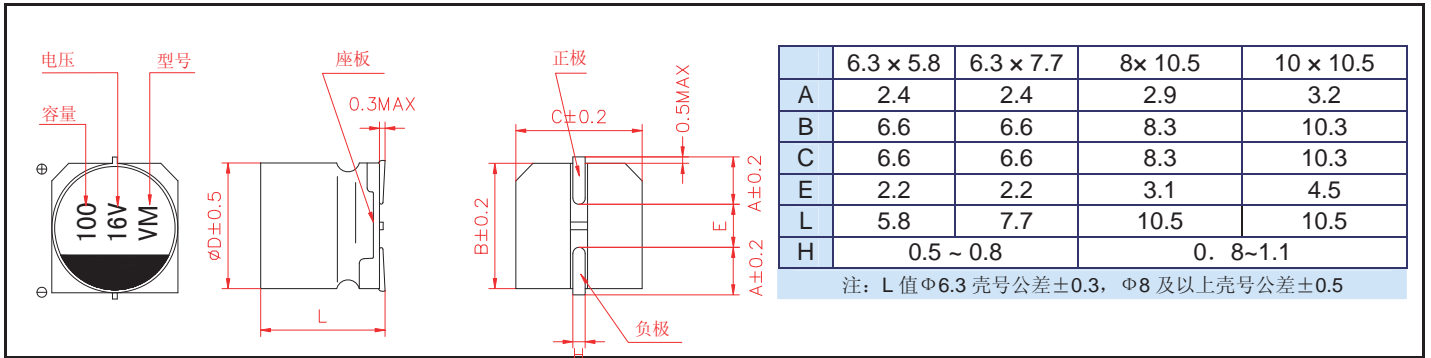 电压
型号
容量
100
16V
VM
⊕
⊖
座板
0.3MAX
ØD±0.5
L
正极
C±0.2
0.5MAX
B±0.2
A±0.2
E
A±0.2
负极
H
6.3 × 5.8 6.3 × 7.7 8× 10.5 10 × 10.5
A 2.4 2.4 2.9 3.2
B 6.6 6.6 8.3 10.3
C 6.6 6.6 8.3 10.3
E 2.2 2.2 3.1 4.5
L 5.8 7.7 10.5 10.5
H 0.5 ~ 0.8 0. 8~1.1
注: L 值Φ6.3 壳号公差±0.3, Φ8 及以上壳号公差±0.5